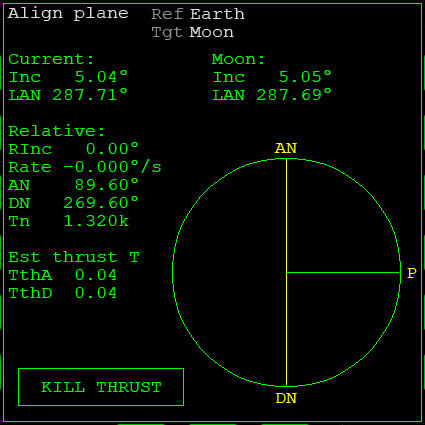 Align plane Ref Earth
Tgt Moon
Current: Moon:
Inc 5.04° Inc 5.05°
LAN 287.71° LAN 287.69°
Relative:
RInc 0.00°
Rate -0.000°/s
AN 89.60°
DN 269.60°
Tn 1.320k
Est thrust T
TthA 0.04
TthD 0.04
AN
P
DN
KILL THRUST